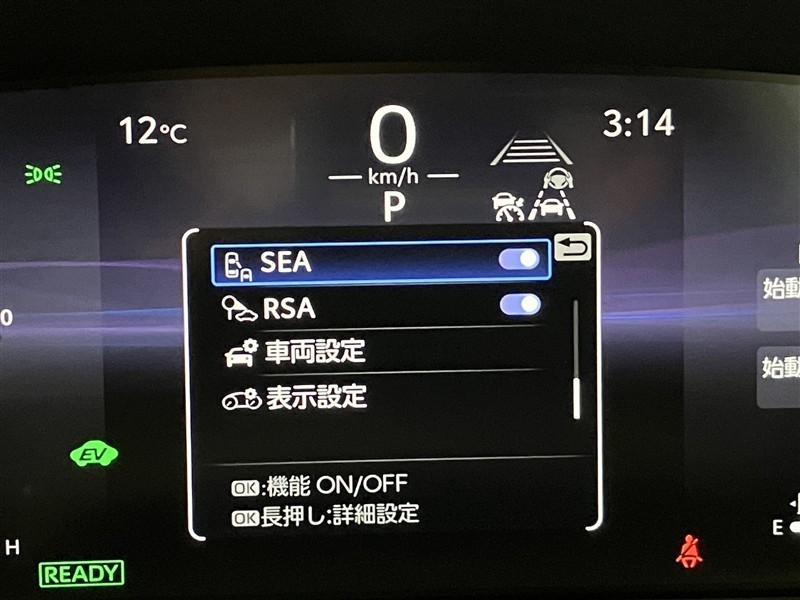 12℃
0
km/h
P
3:14
SEA
RSA
車両設定
表示設定
OK:機能 ON/OFF
OK長押し:詳細設定
始動
始動
0
EV
H
READY
E